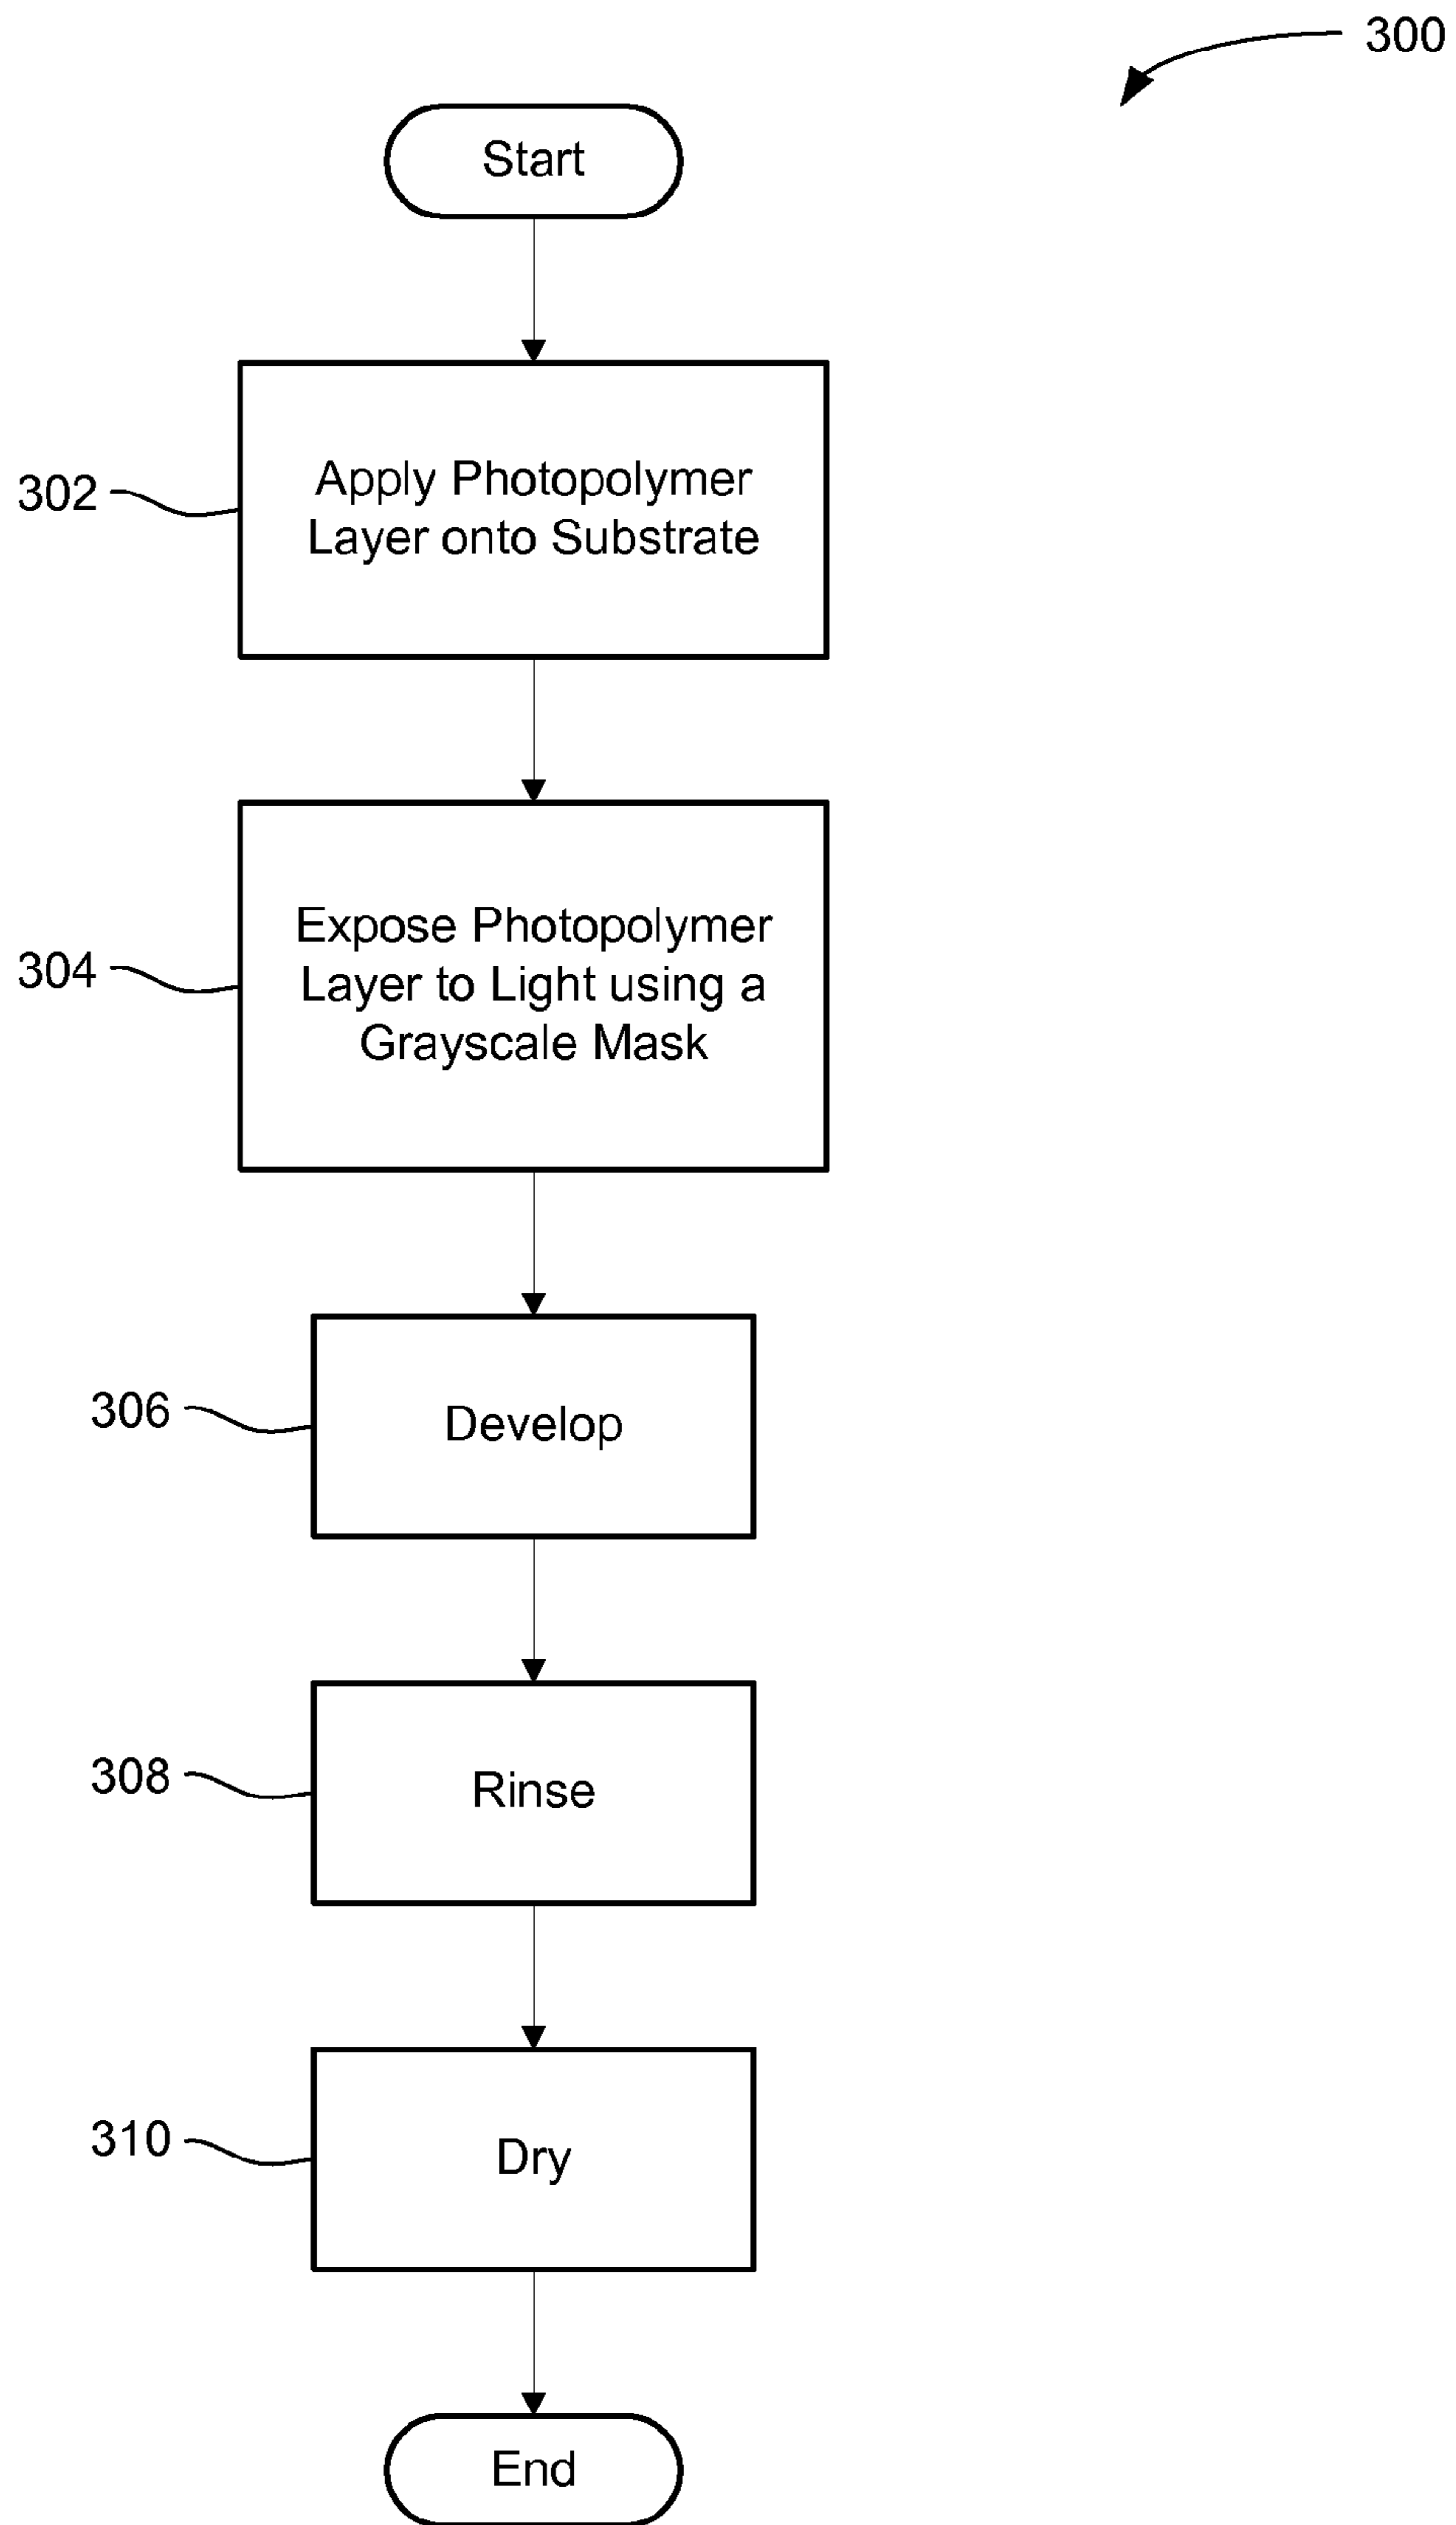 300
Start
302
Apply Photopolymer
Layer onto Substrate
304
Expose Photopolymer
Layer to Light using a
Grayscale Mask
306
Develop
308
Rinse
310
Dry
End